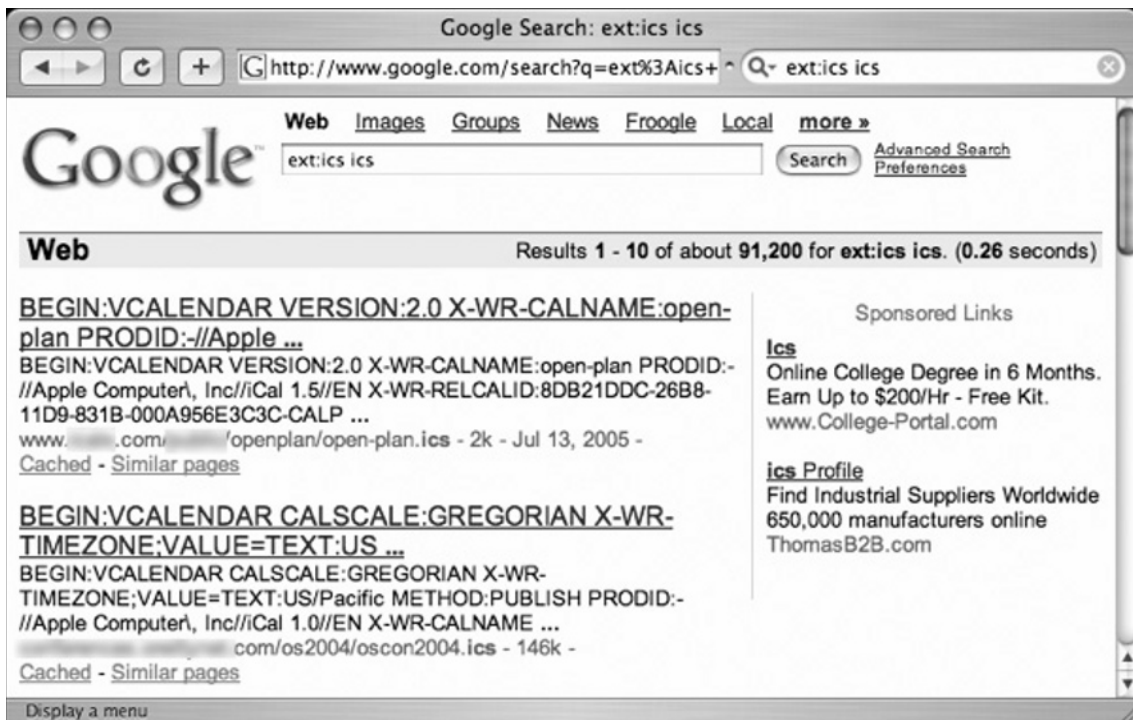 Google Search: ext:ics ics
G http://www.google.com/search?q=ext%3Aics+
ext:ics ics
Web Images Groups News Froogle Local more »
Google™
ext:ics ics
Search
Advanced Search
Preferences
Web
Results 1 - 10 of about 91,200 for ext:ics ics. (0.26 seconds)
BEGIN:VCALENDAR VERSION:2.0 X-WR-CALNAME:open-
plan PRODID:-//Apple ...
BEGIN:VCALENDAR VERSION:2.0 X-WR-CALNAME:open-plan PRODID:-
//Apple Computer\, Inc//iCal 1.5//EN X-WR-RELCALID:8DB21DDC-26B8-
11D9-831B-000A956E3C3C-CALP ...
www. .com/ /openplan/open-plan.ics - 2k - Jul 13, 2005 -
Cached - Similar pages
BEGIN:VCALENDAR CALSCALE:GREGORIAN X-WR-
TIMEZONE;VALUE=TEXT:US ...
BEGIN:VCALENDAR CALSCALE:GREGORIAN X-WR-
TIMEZONE;VALUE=TEXT:US/Pacific METHOD:PUBLISH PRODID:-
//Apple Computer\, Inc//iCal 1.0//EN X-WR-CALNAME ...
.com/os2004/oscon2004.ics - 146k -
Cached - Similar pages
Sponsored Links
Ics
Online College Degree in 6 Months.
Earn Up to $200/Hr - Free Kit.
www.College-Portal.com
ics Profile
Find Industrial Suppliers Worldwide
650,000 manufacturers online
ThomasB2B.com
Display a menu